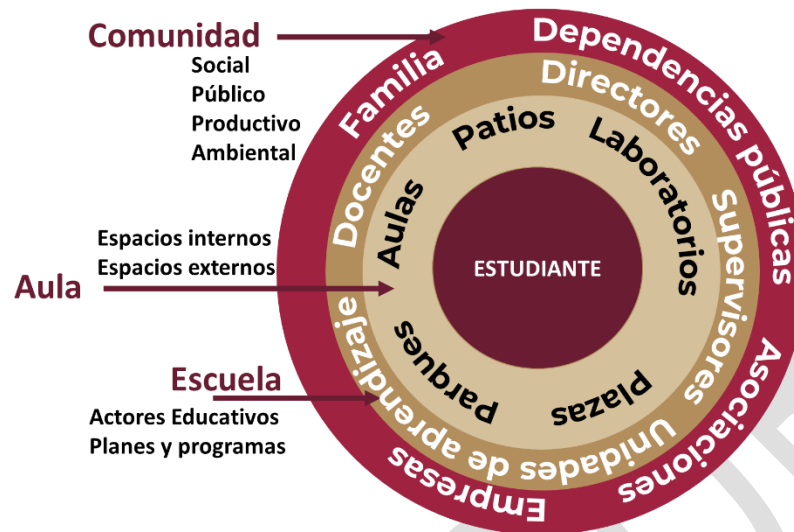 Comunidad
Social
Público
Productivo
Ambiental
Espacios internos
Espacios externos
Aula
Escuela
Actores Educativos
Planes y programas
Familia
Dependencias públicas
Asociaciones
Empresas
Docentes
Directores
Supervisores
Unidades de aprendizaje
Aulas
Patios
Laboratorios
Plazas
Parques
ESTUDIANTE